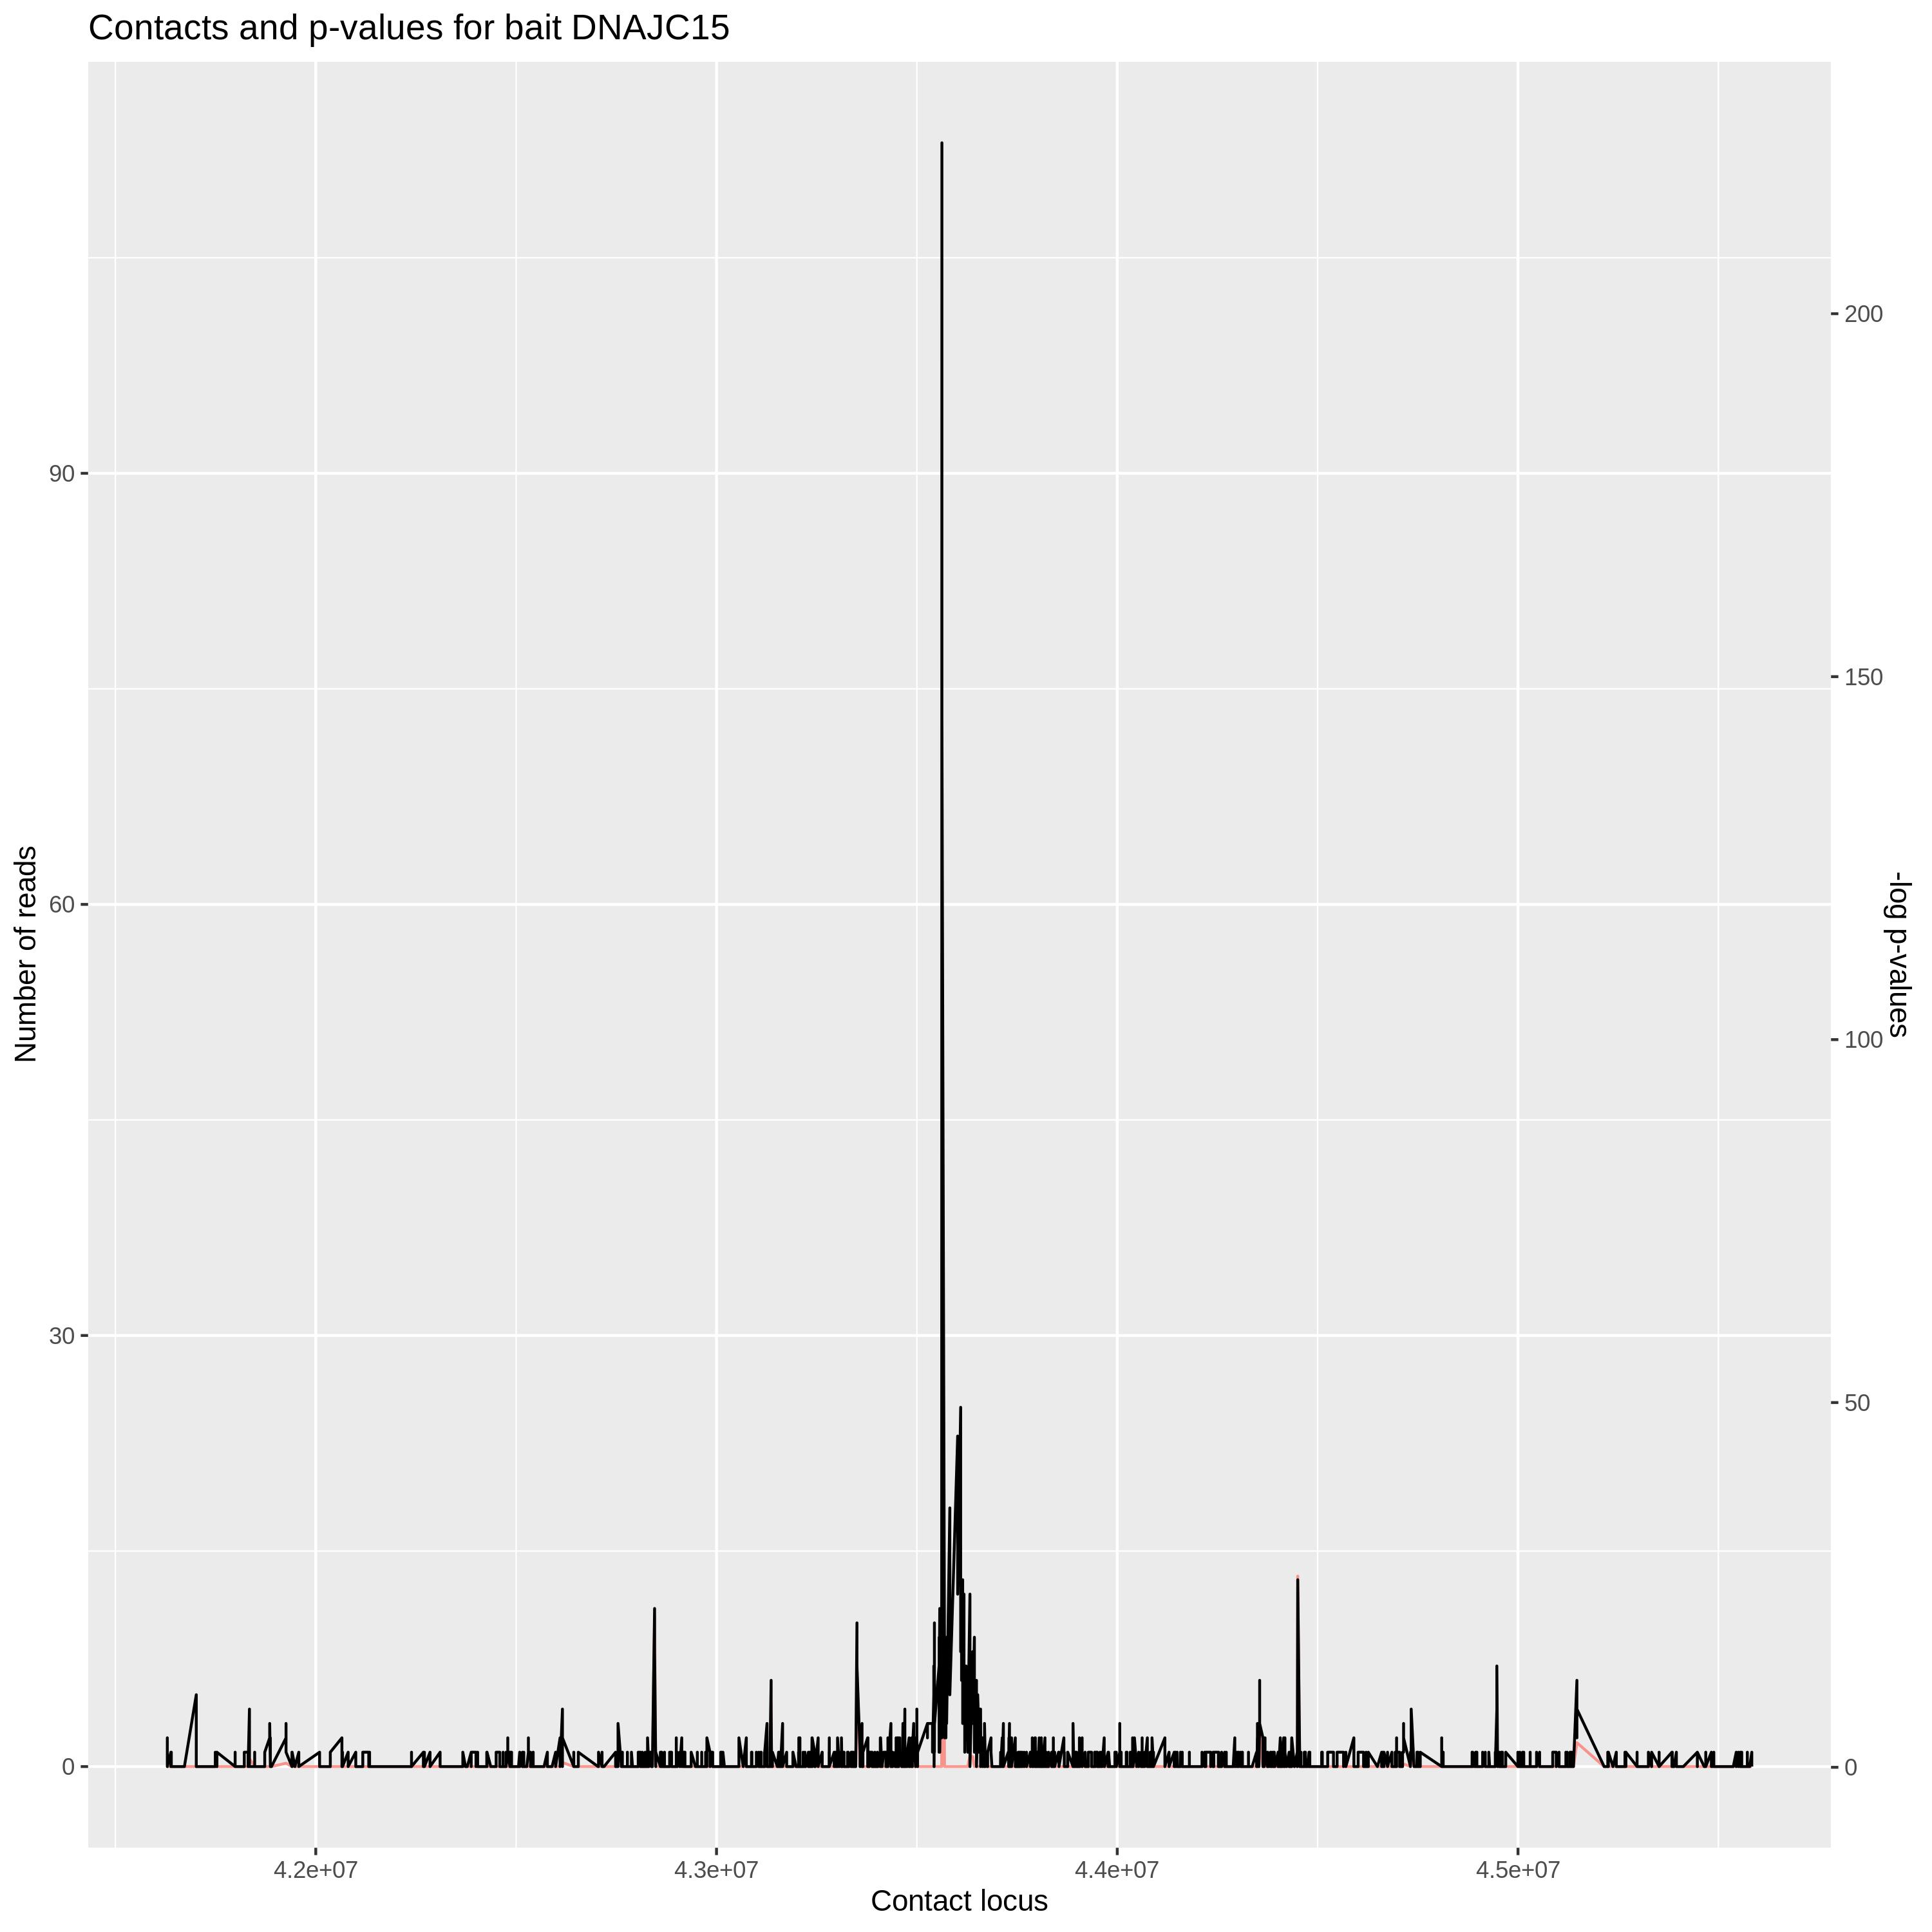 Contacts and p-values for bait DNAJC15
Number of reads
90
60
30
0
200
150
100
50
0
-log p-values
4.2e+07
4.3e+07
4.4e+07
4.5e+07
Contact locus